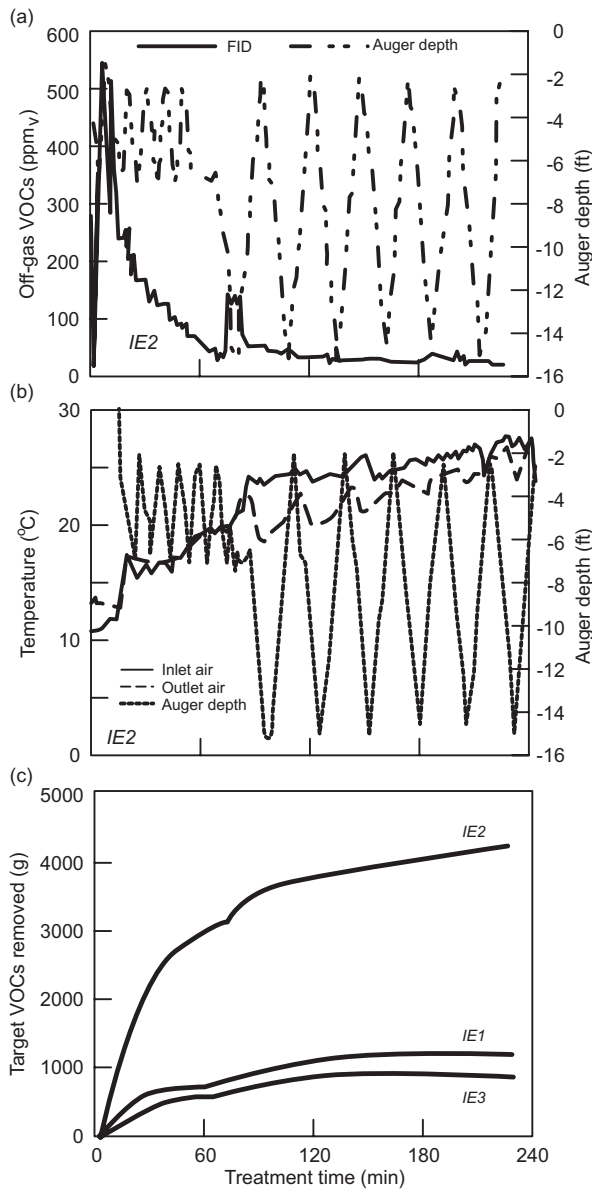 (a)
600
500
400
300
200
100
0
Off-gas VOCs (ppmv)
FID
Auger depth
IE2
0
-2
-4
-6
-8
-10
-12
-14
-16
Auger depth (ft)
(b)
30
20
10
0
Temperature (°C)
Inlet air
Outlet air
Auger depth
IE2
0
-2
-4
-6
-8
-10
-12
-14
-16
Auger depth (ft)
(c)
5000
4000
3000
2000
1000
0
Target VOCs removed (g)
IE2
IE1
IE3
0 60 120 180 240
Treatment time (min)